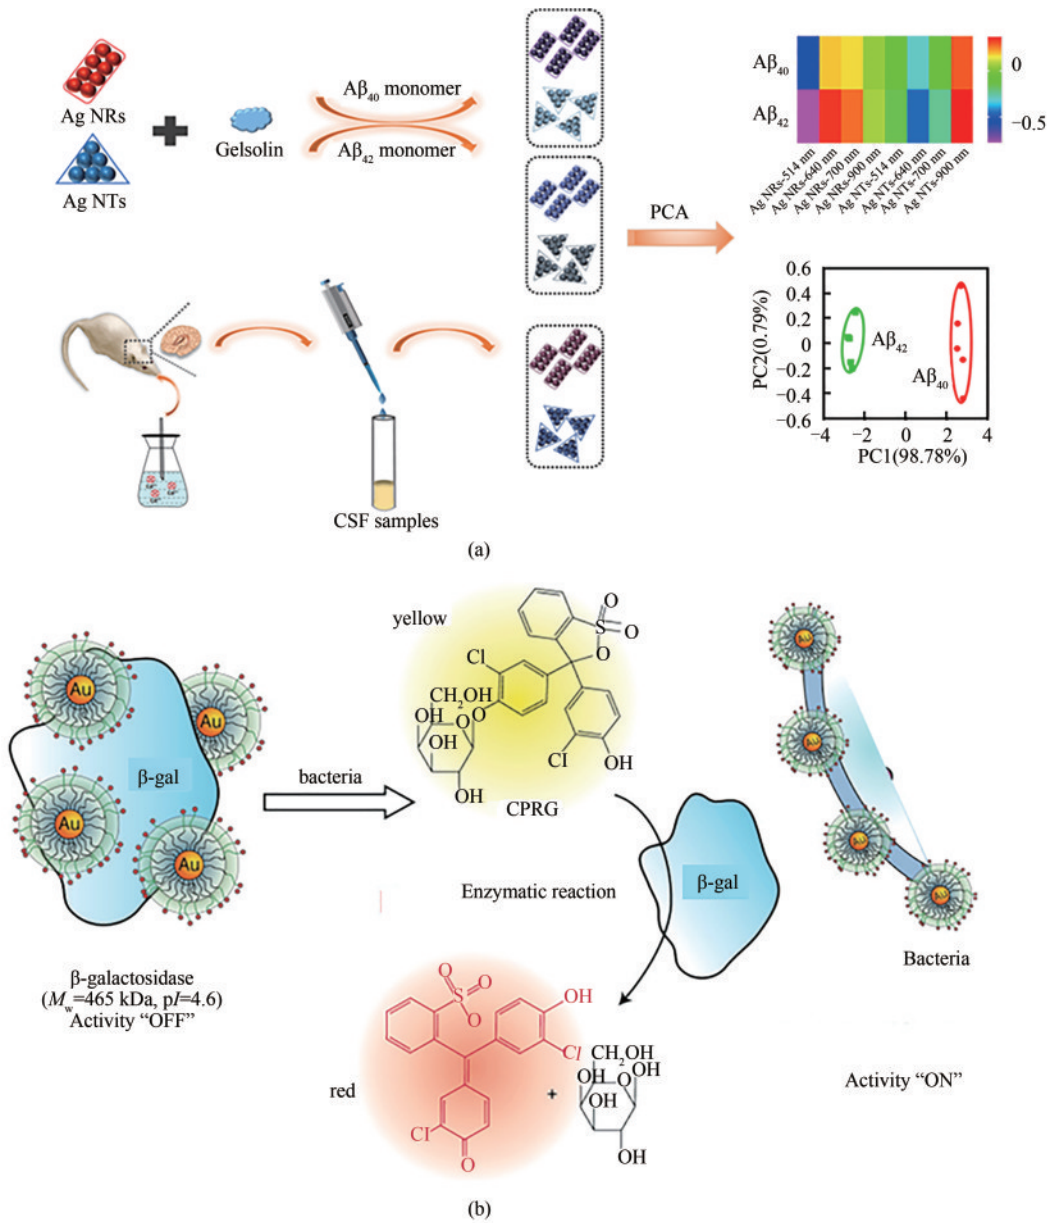 Ag NRs
Ag NTs
Gelsolin
Aβ40 monomer
Aβ42 monomer
PCA
Aβ40
Aβ42
0
−0.5
Ag NRs-514 nm
Ag NRs-640 nm
Ag NRs-700 nm
Ag NRs-900 nm
Ag NTs-514 nm
Ag NTs-640 nm
Ag NTs-700 nm
Ag NTs-900 nm
CSF samples
PC2(0.79%)
0.6
0.4
0.2
0
−0.2
−0.4
−0.6
Aβ42
Aβ40
−4 −2 0 2 4
PC1(98.78%)
(a)
Au
Au
Au
Au
β-gal
β-galactosidase
(Mw=465 kDa, pI=4.6)
Activity “OFF”
bacteria
yellow
O
S
O
O
Cl
CH2OH
OH
O
O
OH
OH
Cl
OH
CPRG
Enzymatic reaction
β-gal
Au
Au
Au
Au
Bacteria
Activity “ON”
red
O
O
S
O
OH
Cl
CI
O
+
CH2OH
OH
O
OH
OH
OH
(b)